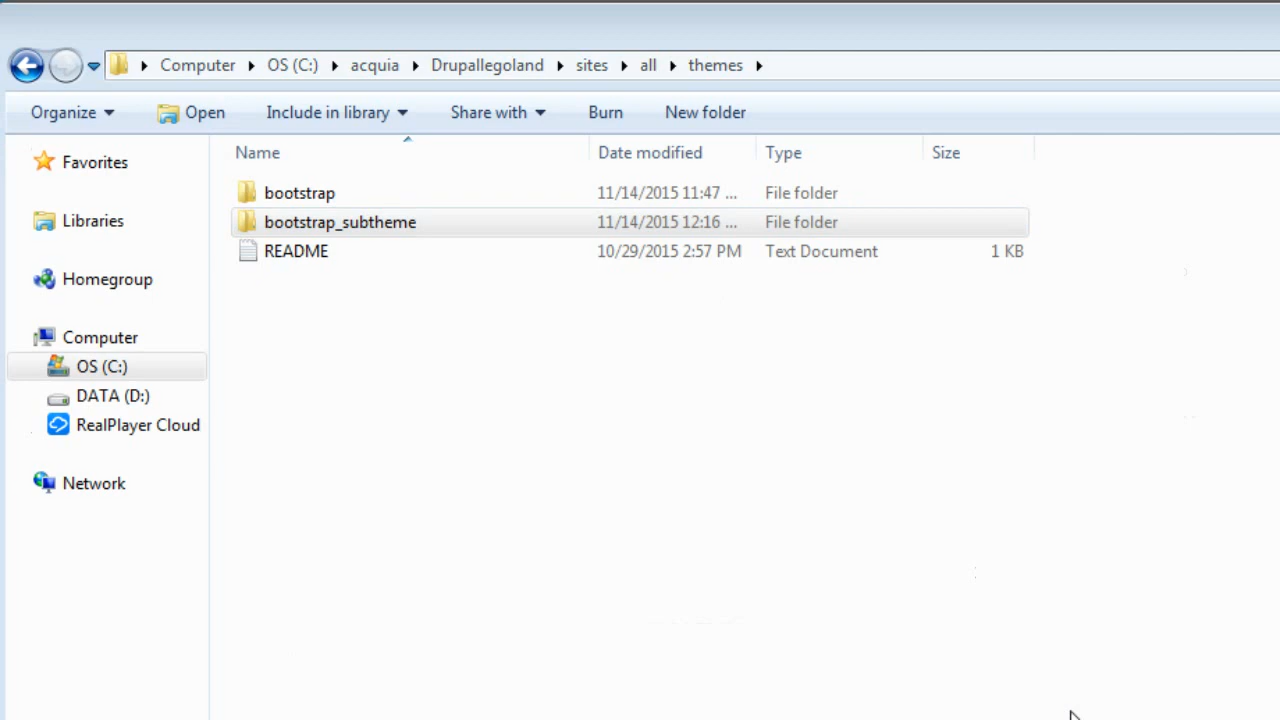 Computer OS (C:) acquia Drupallegoland sites all themes
Organize Open Include in library Share with Burn New folder
Name Date modified Type Size
Favorites
Libraries
Homegroup
Computer
OS (C:)
DATA (D:)
RealPlayer Cloud
Network
bootstrap 11/14/2015 11:47 ... File folder
bootstrap_subtheme 11/14/2015 12:16 ... File folder
README 10/29/2015 2:57 PM Text Document 1 KB